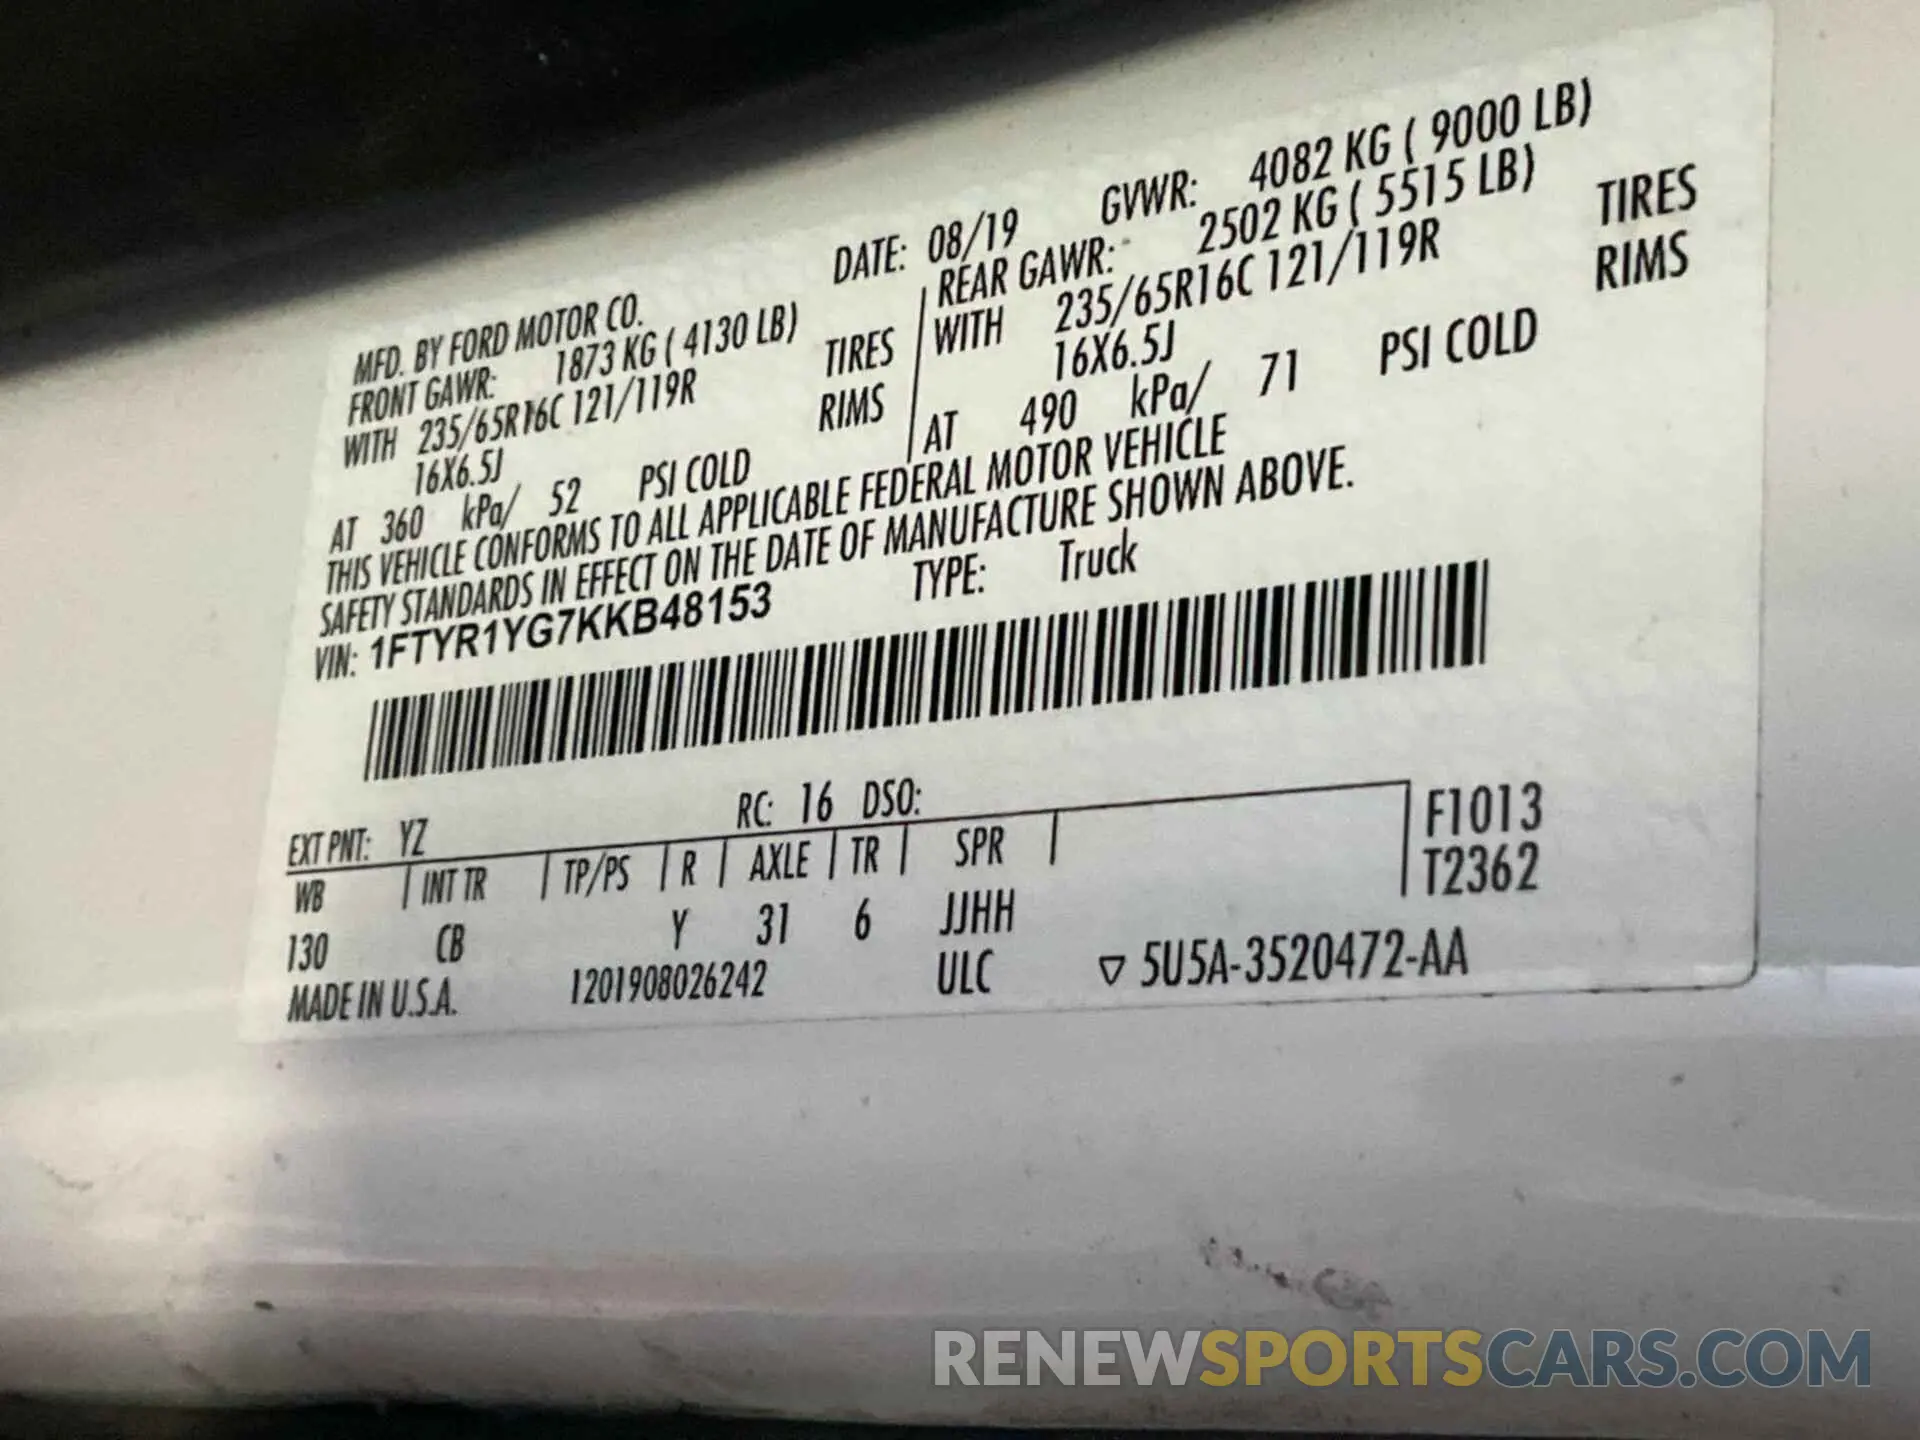 MFD. BY FORD MOTOR CO. DATE: 08/19 GVWR: 4082 KG ( 9000 LB)
FRONT GAWR: 1873 KG ( 4130 LB) REAR GAWR: 2502 KG ( 5515 LB)
WITH 235/65R16C 121/119R TIRES WITH 235/65R16C 121/119R TIRES
16X6.5J RIMS 16X6.5J RIMS
AT 360 kPa/ 52 PSI COLD AT 490 kPa/ 71 PSI COLD
THIS VEHICLE CONFORMS TO ALL APPLICABLE FEDERAL MOTOR VEHICLE
SAFETY STANDARDS IN EFFECT ON THE DATE OF MANUFACTURE SHOWN ABOVE.
VIN: 1FTYR1YG7KKB48153 TYPE: Truck
EXT PNT: YZ RC: 16 DSO: F1013
WB INT TR TP/PS R AXLE TR SPR T2362
130 CB Y 31 6 JJHH
MADE IN U.S.A. 1201908026242 ULC ▽ 5U5A-3520472-AA
RENEWSPORTSCARS.COM